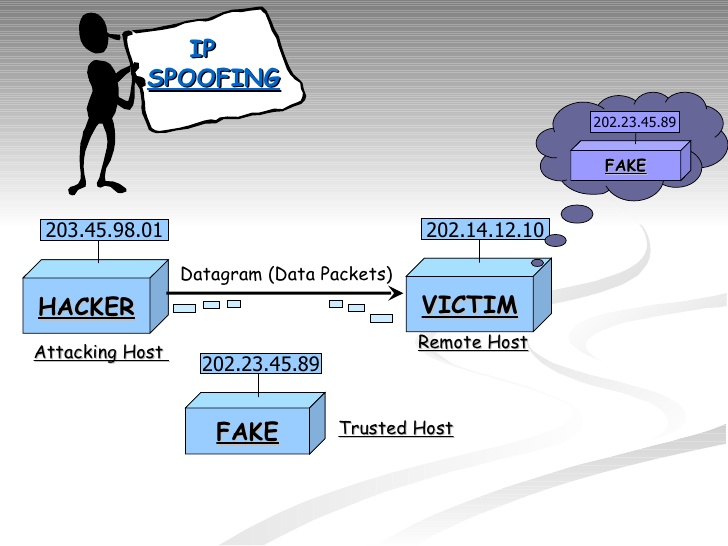 IP
SPOOFING
202.23.45.89
FAKE
203.45.98.01
202.14.12.10
Datagram (Data Packets)
HACKER
VICTIM
Attacking Host
Remote Host
202.23.45.89
FAKE
Trusted Host